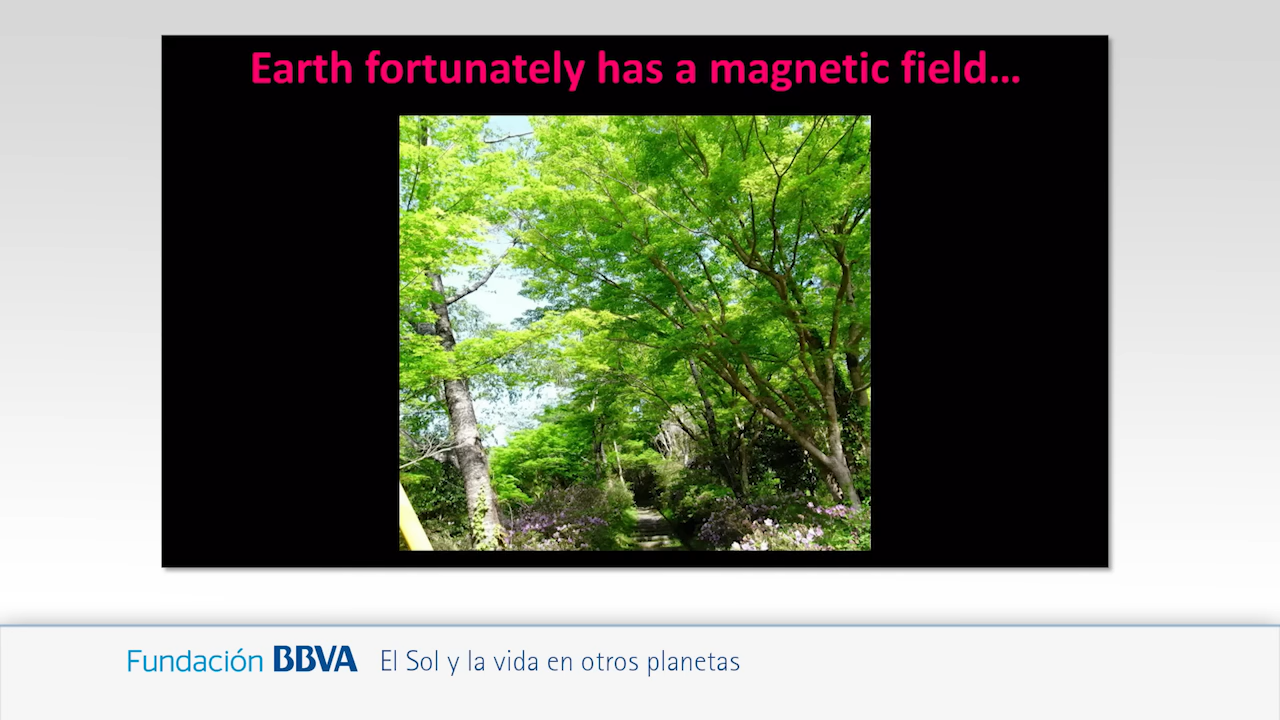 Earth fortunately has a magnetic field...
Fundación BBVA El Sol y la vida en otros planetas